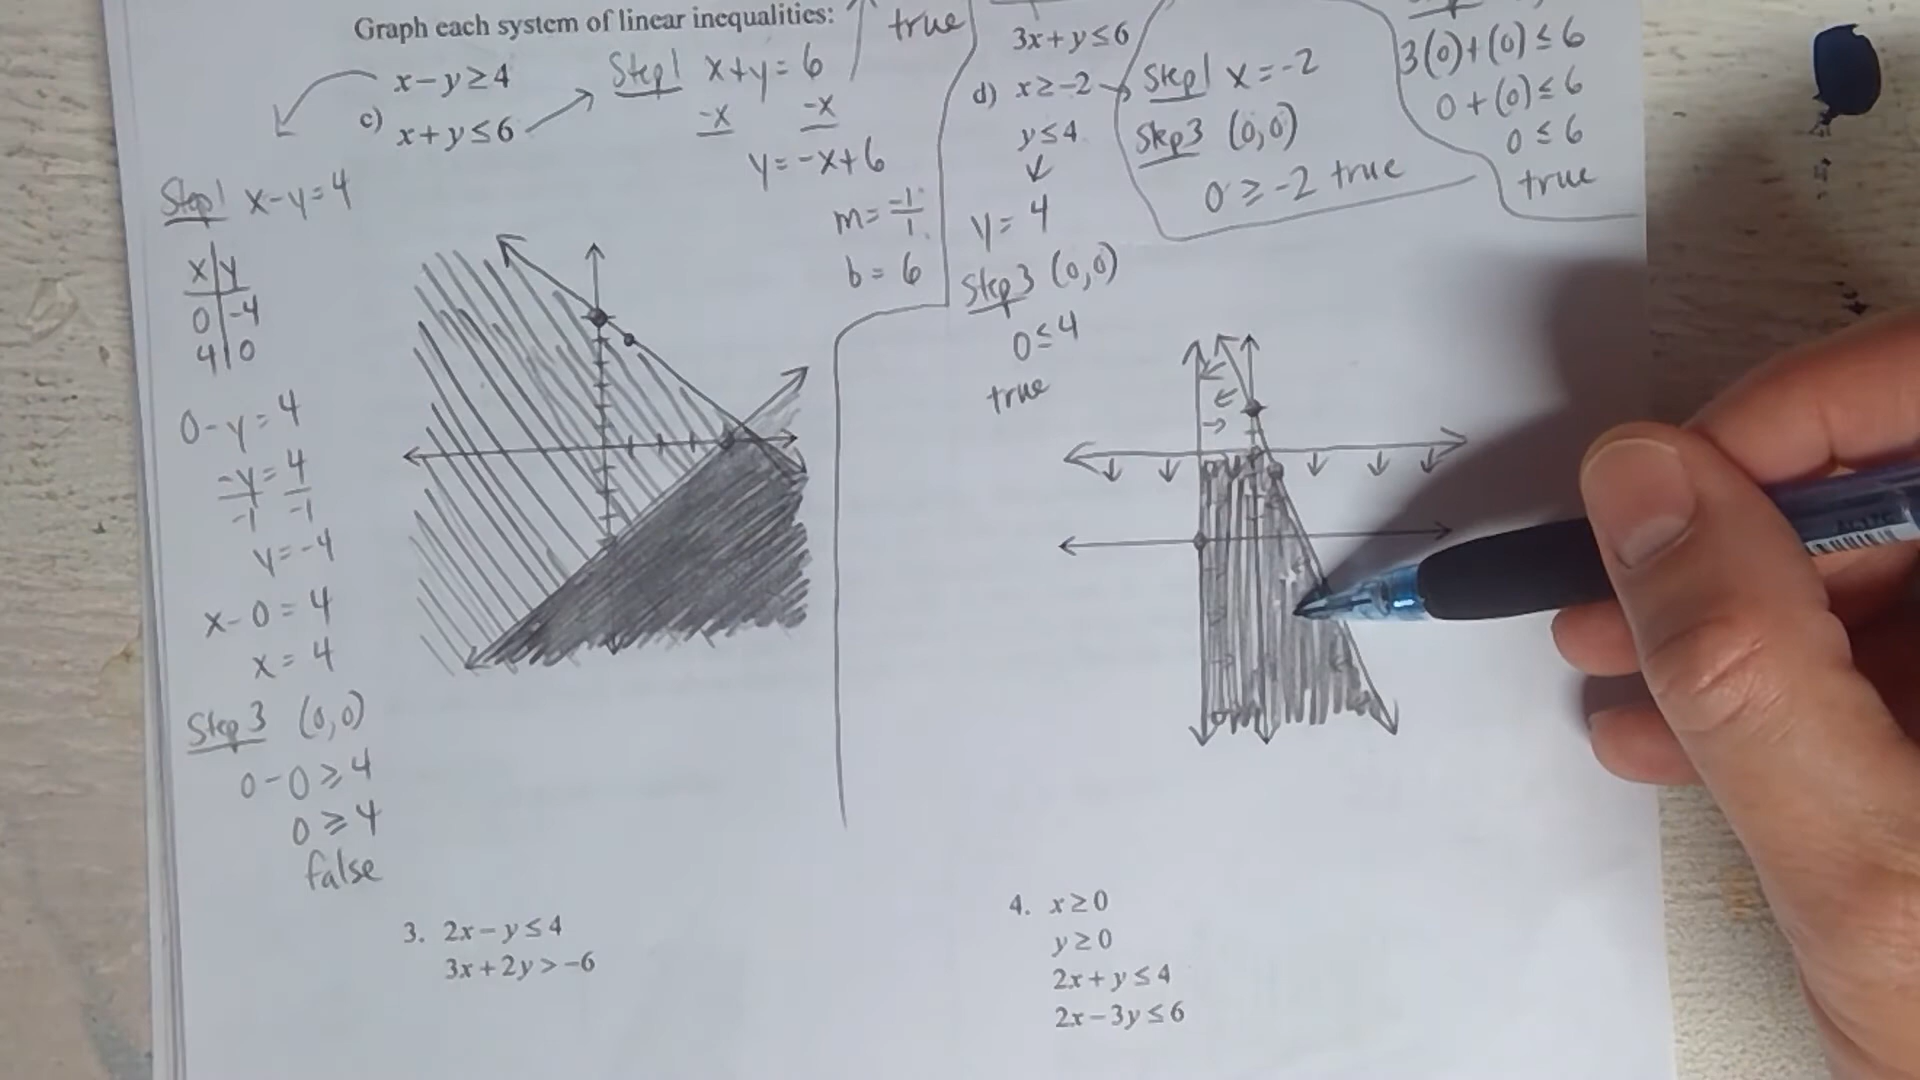 Graph each system of linear inequalities:
x-y≥4
c)
x+y≤6
Step 1 x+y=6
-x -x
y=-x+6
m=-1/1
b=6
true
Step 1 x-y=4
x|y
0|-4
4|0
0-y=4
-y=4
-1 -1
y=-4
x-0=4
x=4
Step 3 (0,0)
0-0≥4
0≥4
false
3x+y≤6
d) x≥-2
y≤4
y=4
Step 3 (0,0)
0≤4
true
Step 1 x=-2
Step 3 (0,0)
0≥-2 true
3(0)+(0)≤6
0+(0)≤6
0≤6
true
3. 2x-y≤4
3x+2y>-6
4. x≥0
y≥0
2x+y≤4
2x-3y≤6